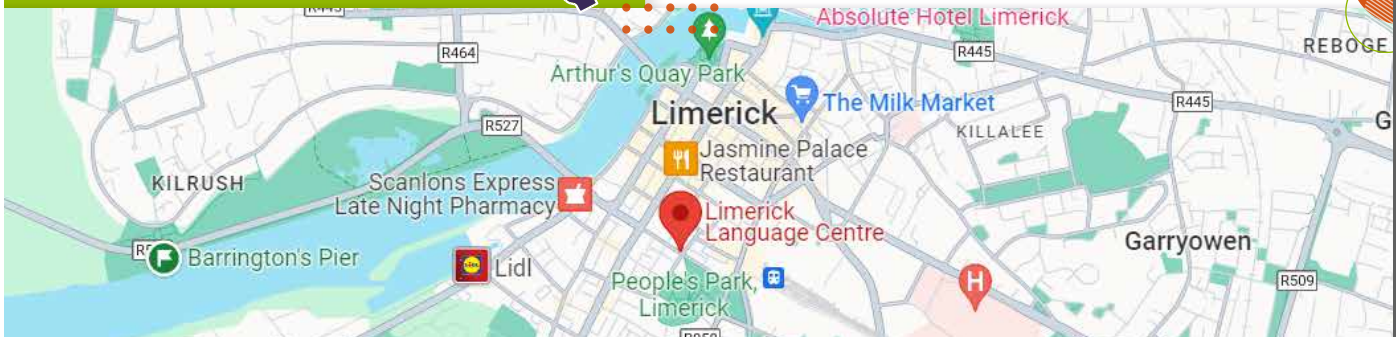 R445
Absolute Hotel Limerick
R464
R445
REBOGE
Arthur's Quay Park
Limerick
The Milk Market
R445
R527
KILLALEE
G
Jasmine Palace
Restaurant
KILRUSH
Scanlons Express
Late Night Pharmacy
Limerick
Language Centre
Garryowen
Barrington's Pier
Lidl
People's Park,
Limerick
H
R509